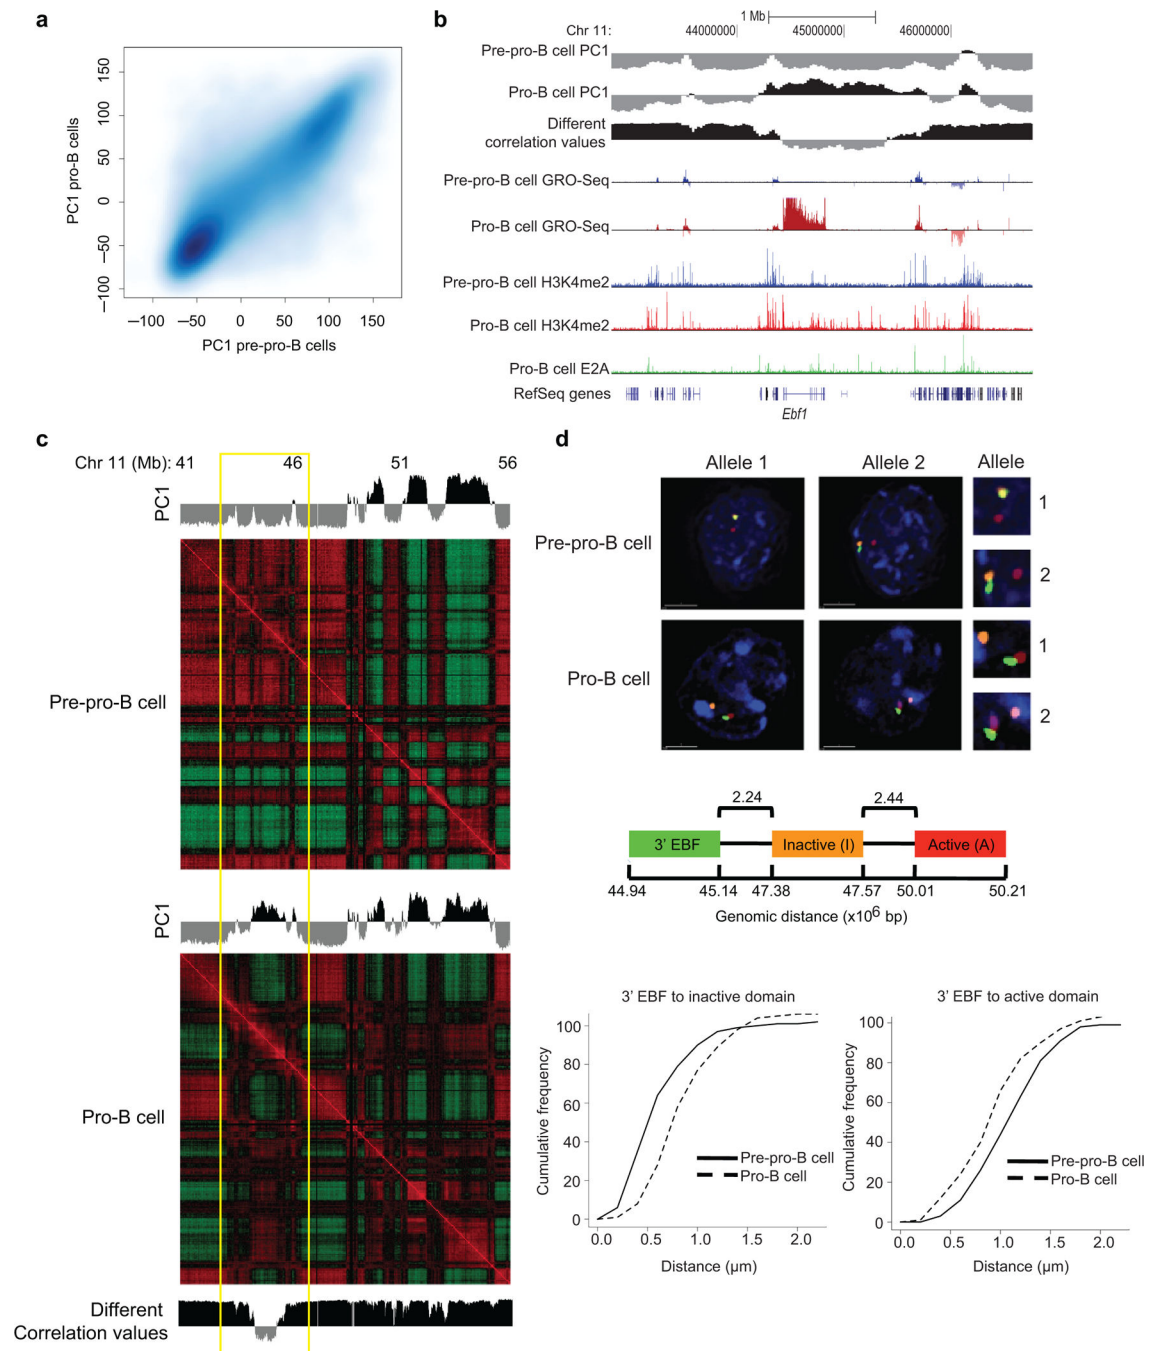 a
150
100
50
0
−50
−100
PC1 pro-B cells
−100 −50 0 50 100 150
PC1 pre-pro-B cells
b
1 Mb
Chr 11: 44000000 45000000 46000000
Pre-pro-B cell PC1
Pro-B cell PC1
Different
correlation values
Pre-pro-B cell GRO-Seq
Pro-B cell GRO-Seq
Pre-pro-B cell H3K4me2
Pro-B cell H3K4me2
Pro-B cell E2A
RefSeq genes
Ebf1
c
Chr 11 (Mb): 41 46 51 56
PC1
Pre-pro-B cell
PC1
Pro-B cell
Different
Correlation values
d
Allele 1 Allele 2 Allele
Pre-pro-B cell
1
2
Pro-B cell
1
2
2.24 2.44
3’ EBF Inactive (I) Active (A)
44.94 45.14 47.38 47.57 50.01 50.21
Genomic distance (x10⁶ bp)
3’ EBF to inactive domain
100
80
60
40
20
0
Cumulative frequency
Pre-pro-B cell
Pro-B cell
0.0 0.5 1.0 1.5 2.0
Distance (µm)
3’ EBF to active domain
100
80
60
40
20
0
Cumulative frequency
Pre-pro-B cell
Pro-B cell
0.0 0.5 1.0 1.5 2.0
Distance (µm)